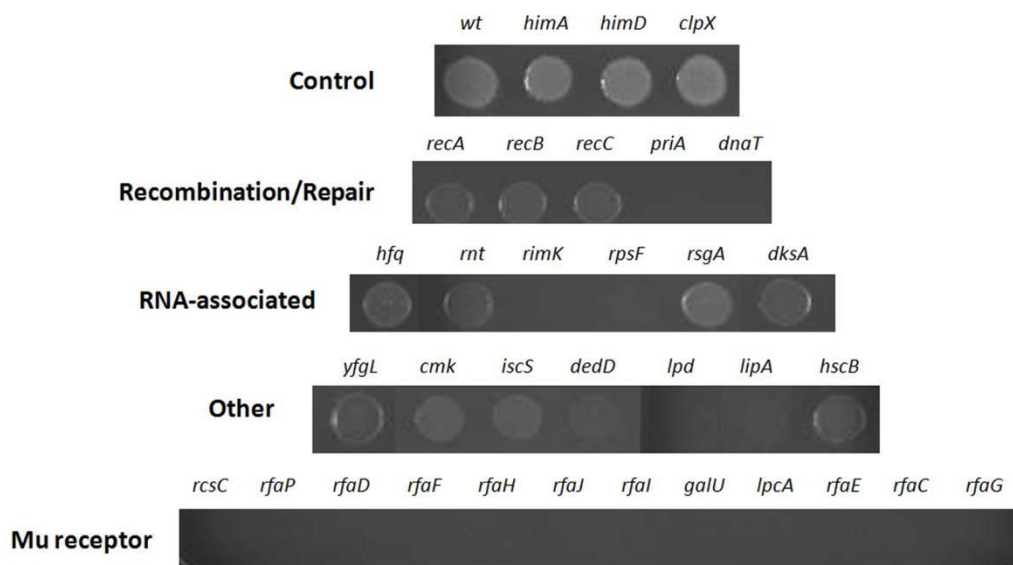 wt himA himD clpX
Control
recA recB recC priA dnaT
Recombination/Repair
hfq rnt rimK rpsF rsgA dksA
RNA-associated
yfgL cmk iscS dedD lpd lipA hscB
Other
rcsC rfaP rfaD rfaF rfaH rfaJ rfaI galU lpcA rfaE rfaC rfaG
Mu receptor